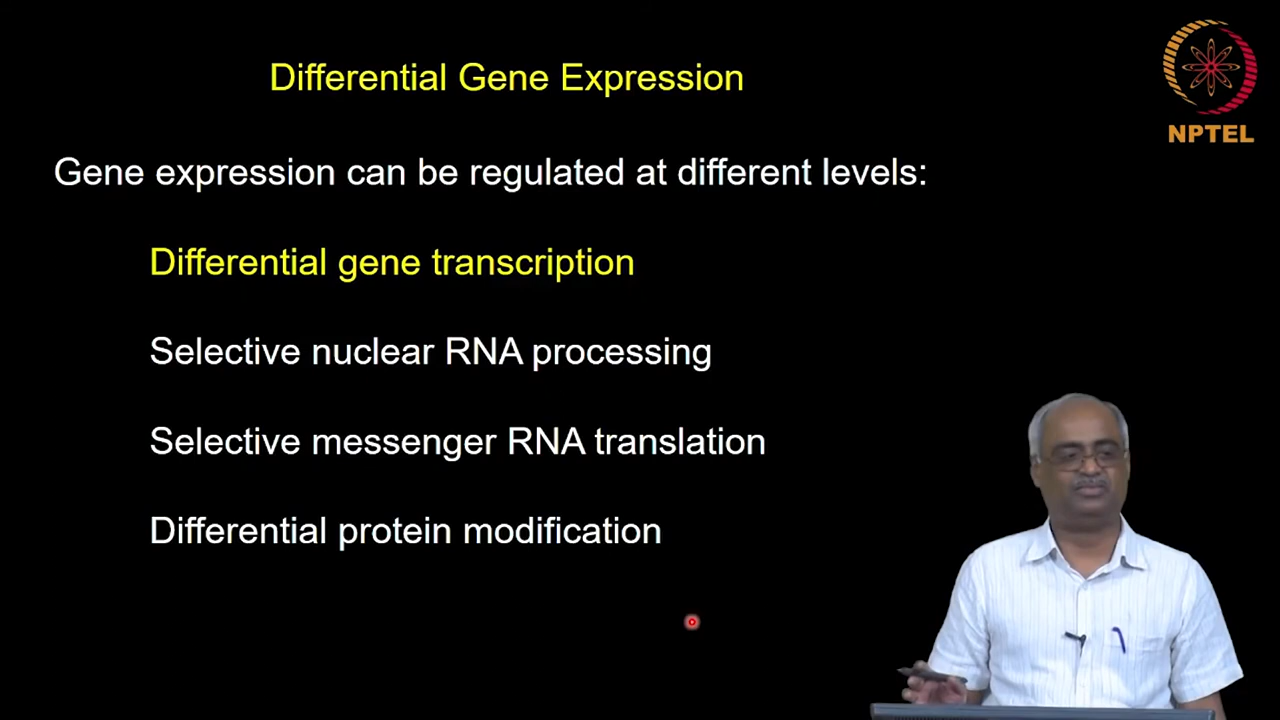 Differential Gene Expression
NPTEL
Gene expression can be regulated at different levels:
Differential gene transcription
Selective nuclear RNA processing
Selective messenger RNA translation
Differential protein modification